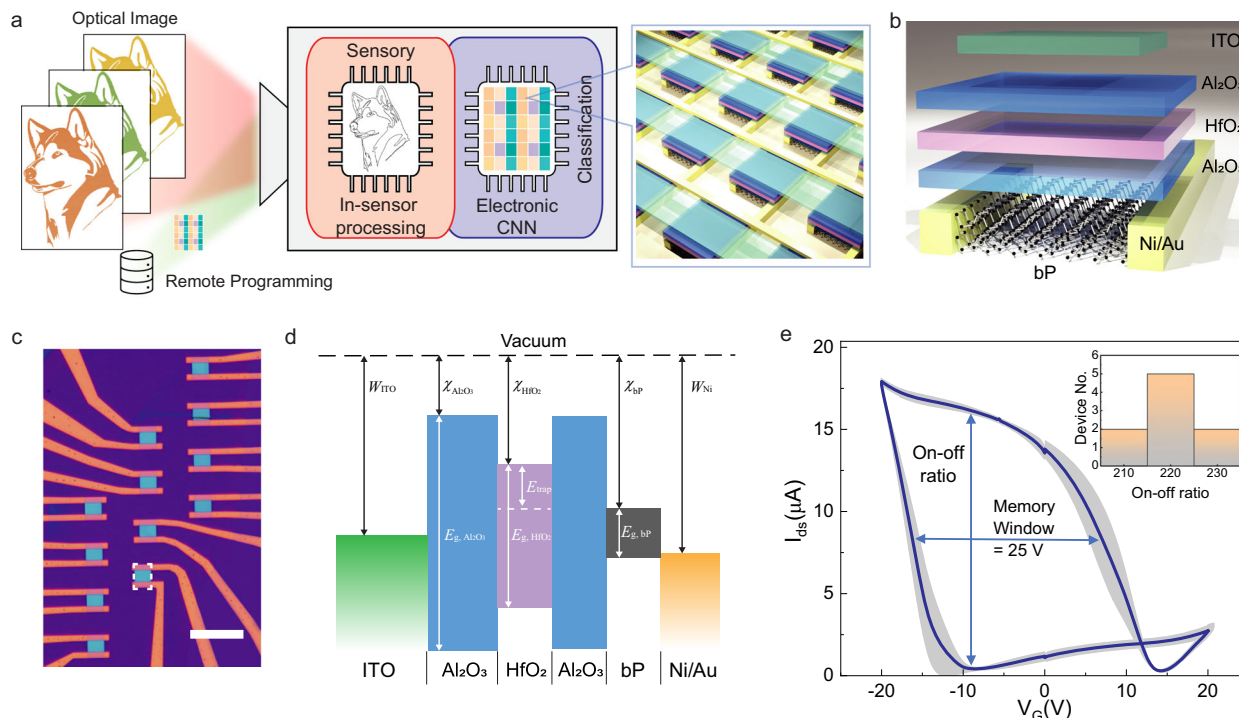 a
Optical Image
Sensory
In-sensor
processing
Electronic
CNN
Classification
Remote Programming
b
ITO
Al₂O₃
HfO₂
Al₂O₃
Ni/Au
bP
c
d
Vacuum
W_ITO
χ_Al₂O₃
χ_HfO₂
χ_bP
W_Ni
E_trap
E_g, Al₂O₃
E_g, HfO₂
E_g, bP
ITO
Al₂O₃
HfO₂
Al₂O₃
bP
Ni/Au
e
I_ds(μA)
20
15
10
5
0
On-off
ratio
Memory
Window
= 25 V
-20
-10
0
10
20
V_G(V)
Device No.
6
5
4
3
2
1
0
210
220
230
On-off ratio